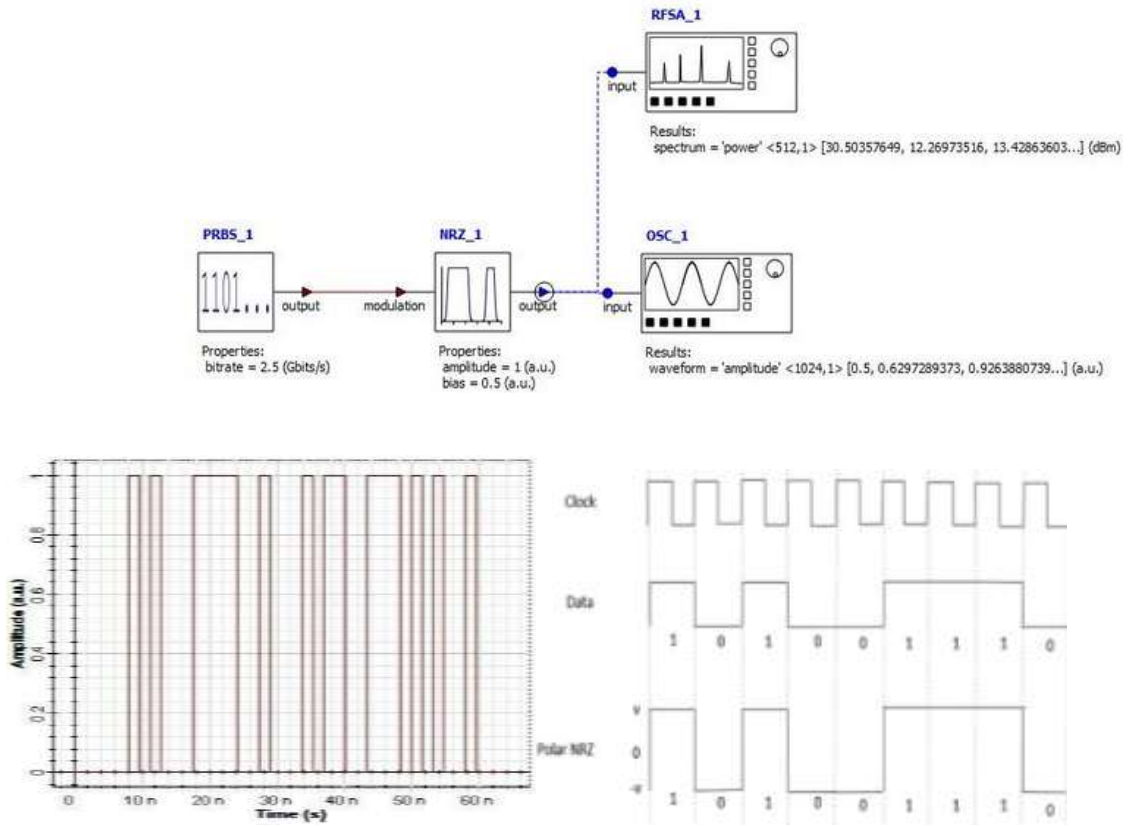 RFSA_1
input
Results:
spectrum = 'power' <512,1> [30.50357649, 12.26973516, 13.42863603...] (dBm)
PRBS_1
NRZ_1
OSC_1
output
modulation
output
input
Properties:
bitrate = 2.5 (Gbits/s)
Properties:
amplitude = 1 (a.u.)
bias = 0.5 (a.u.)
Results:
waveform = 'amplitude' <1024,1> [0.5, 0.6297289373, 0.9263880739...] (a.u.)
Amplitude (a.u.)
1
0.8
0.6
0.4
0.2
0
0 10 n 20 n 30 n 40 n 50 n 60 n
Time (s)
Clock
Data
1 0 1 0 0 1 1 1 0
v
Polar NRZ 0
-v
1 0 1 0 0 1 1 1 0